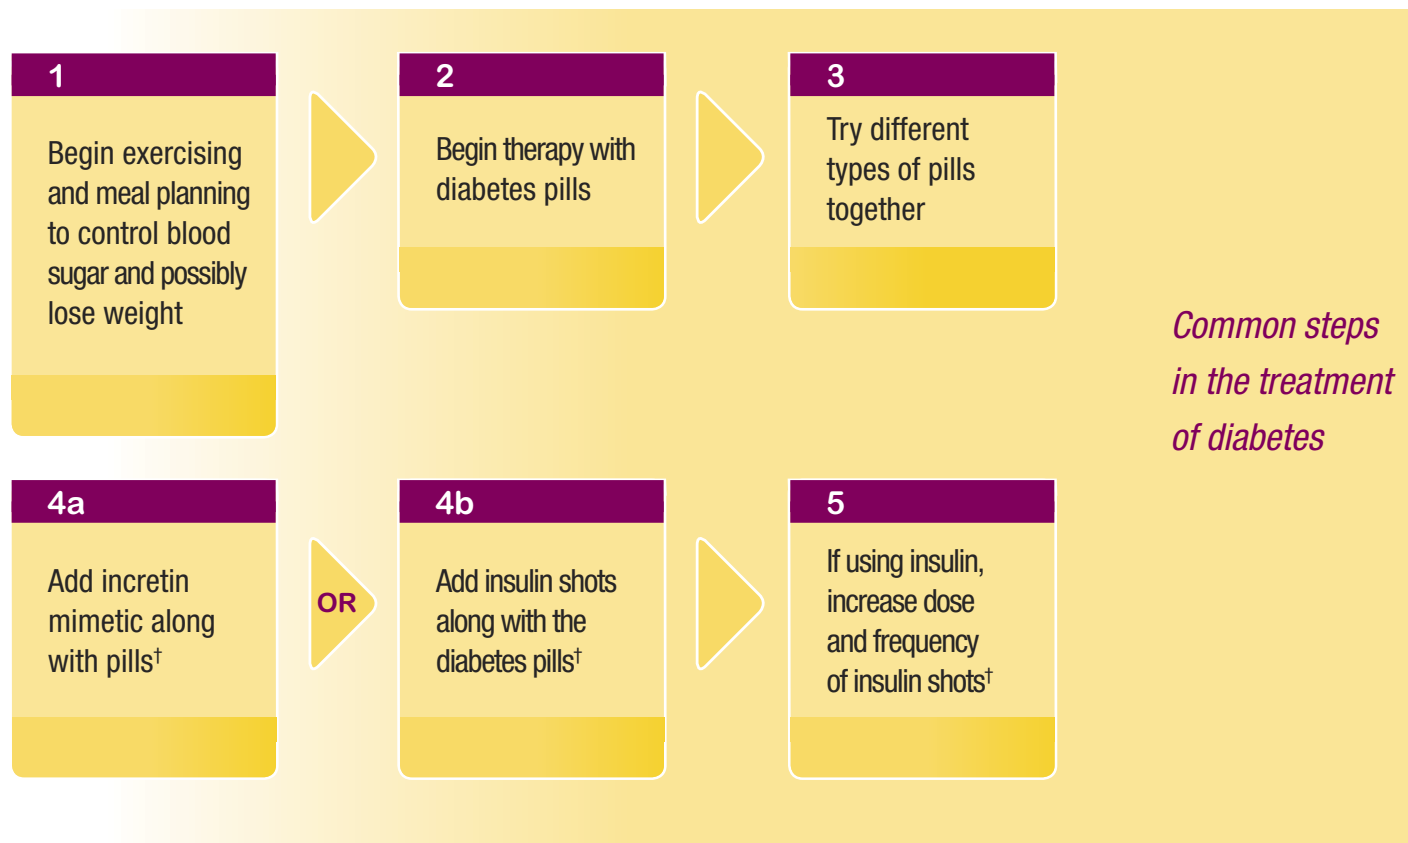 1
Begin exercising
and meal planning
to control blood
sugar and possibly
lose weight
2
Begin therapy with
diabetes pills
3
Try different
types of pills
together
Common steps
in the treatment
of diabetes
4a
Add incretin
mimetic along
with pills†
OR
4b
Add insulin shots
along with the
diabetes pills†
5
If using insulin,
increase dose
and frequency
of insulin shots†